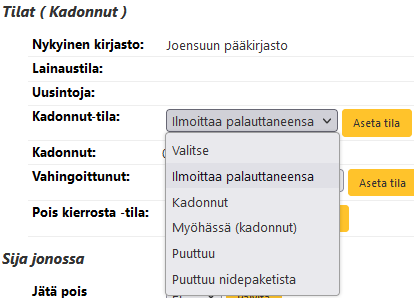 Tilat ( Kadonnut )
Nykyinen kirjasto: Joensuun pääkirjasto
Lainaustila:
Uusintoja:
Kadonnut-tila: Ilmoittaa palauttaneensa Aseta tila
Valitse
Kadonnut:
Ilmoittaa palauttaneensa
Vahingoittunut: Aseta tila
Kadonnut
Pois kierrosta -tila:
Myöhässä (kadonnut)
Puuttuu
Sija jonossa
Puuttuu nidepaketista
Jätä pois